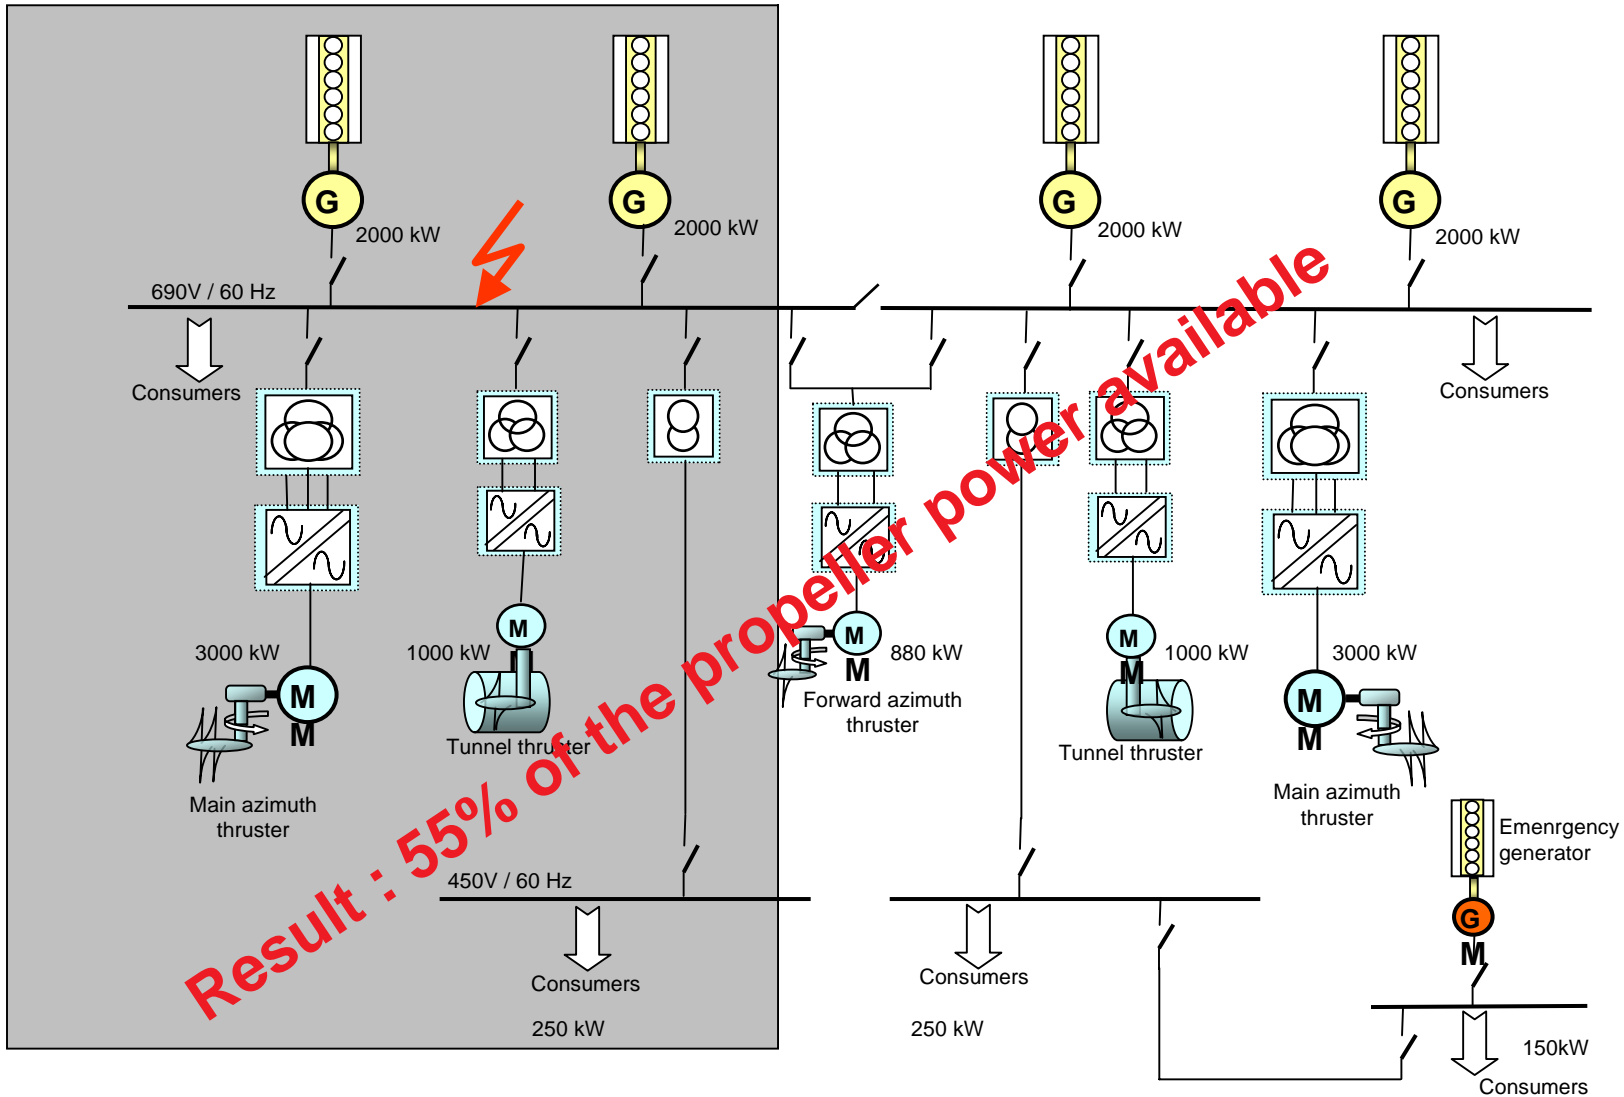 G
G
G
G
2000 kW
2000 kW
2000 kW
2000 kW
690V / 60 Hz
Consumers
Consumers
M
M
M
M
M
3000 kW
1000 kW
M
880 kW
M
1000 kW
3000 kW
M
M
M
M
Forward azimuth
thruster
Tunnel thruster
Tunnel thruster
Main azimuth
thruster
Main azimuth
thruster
Result : 55% of the propeller power available
Emenrgency
generator
450V / 60 Hz
G
M
Consumers
Consumers
250 kW
250 kW
150kW
Consumers